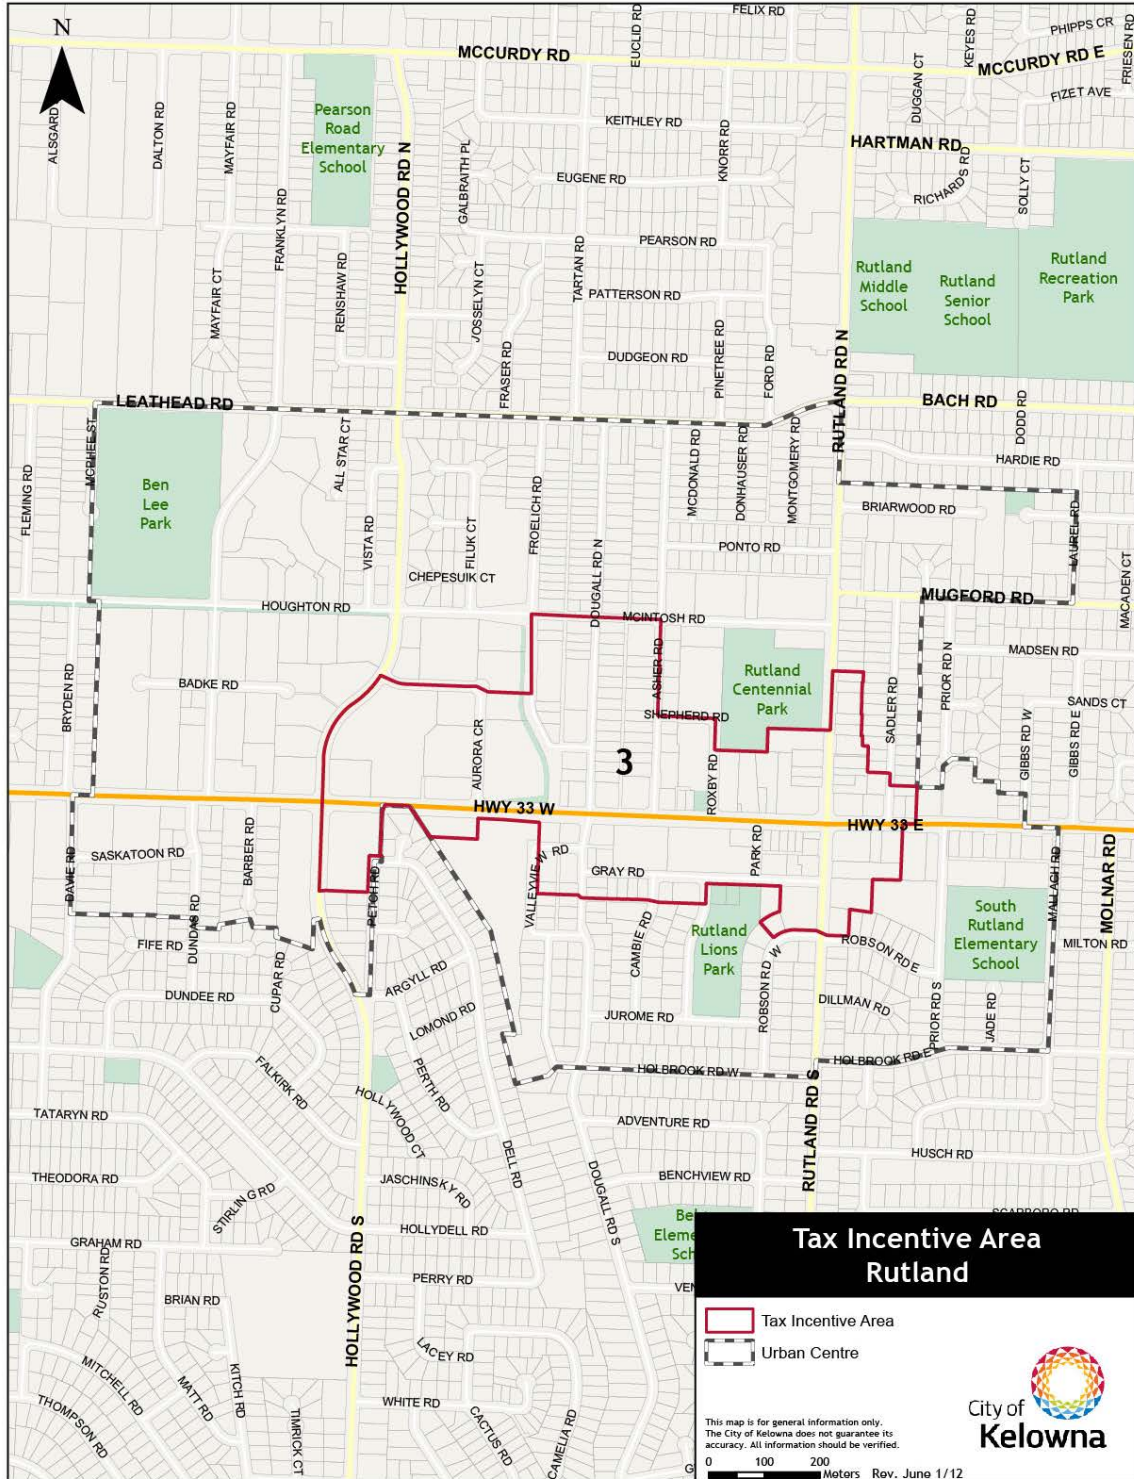 N
FELIX RD
EUCLID RD
KEYES RD
PHIPPS CR
FRIESEN RD
MCCURDY RD
MCCURDY RD E
DUGGAN CT
FIZET AVE
ALSGARD
DALTON RD
MAYFAIR RD
Pearson
Road
Elementary
School
KEITHLEY RD
KNORR RD
HARTMAN RD
GALBRAITH PL
EUGENE RD
RICHARDS RD
SOLLY CT
HOLLYWOOD RD N
FRANKLYN RD
PEARSON RD
RENSHAW RD
MAYFAIR CT
JOSSELYN CT
TARTAN RD
PATTERSON RD
Rutland
Middle
School
Rutland
Senior
School
Rutland
Recreation
Park
FRASER RD
DUDGEON RD
PINETREE RD
FORD RD
RUTLAND RD N
LEATHEAD RD
BACH RD
DODD RD
MCPHEE ST
ALL STAR CT
FLEMING RD
Ben
Lee
Park
FROELICH RD
MCDONALD RD
DONHAUSER RD
MONTGOMERY RD
HARDIE RD
BRIARWOOD RD
LAUREL RD
VISTA RD
FILUK CT
DOUGALL RD N
PONTO RD
CHEPESUIK CT
MACADEN CT
HOUGHTON RD
MCINTOSH RD
MUGFORD RD
BRYDEN RD
BADKE RD
ASHER RD
Rutland
Centennial
Park
SADLER RD
PRIOR RD N
MADSEN RD
SANDS CT
SHEPHERD RD
GIBBS RD W
GIBBS RD E
AURORA CR
3
ROXBY RD
HWY 33 W
HWY 33 E
DAVIE RD
SASKATOON RD
BARBER RD
DUNDAS RD
PETCH RD
VALLEYVIEW RD
GRAY RD
PARK RD
MALLACH RD
MOLNAR RD
FIFE RD
CUPAR RD
CAMBIE RD
Rutland
Lions
Park
ROBSON RD W
ROBSON RD E
South
Rutland
Elementary
School
MILTON RD
DUNDEE RD
ARGYLL RD
LOMOND RD
JUROME RD
DILLMAN RD
PRIOR RD S
JADE RD
FALKIRK RD
PERTH RD
HOLBROOK RD W
HOLBROOK RD E
TATARYN RD
HOLLYWOOD CT
ADVENTURE RD
RUTLAND RD S
DELL RD
HUSCH RD
THEODORA RD
STIRLING RD
JASCHINSKY RD
DOUGALL RD S
BENCHVIEW RD
GRAHAM RD
HOLLYDELL RD
HOLLYWOOD RD S
RUSTON RD
BRIAN RD
PERRY RD
LACEY RD
MITCHELL RD
MATT RD
KITCH RD
THOMPSON RD
TIMRICK CT
WHITE RD
CACTUS RD
CAMELIA RD
Tax Incentive Area
Rutland
Tax Incentive Area
Urban Centre
This map is for general information only.
The City of Kelowna does not guarantee its
accuracy. All information should be verified.
0 100 200
Meters Rev. June 1/12
City of
Kelowna